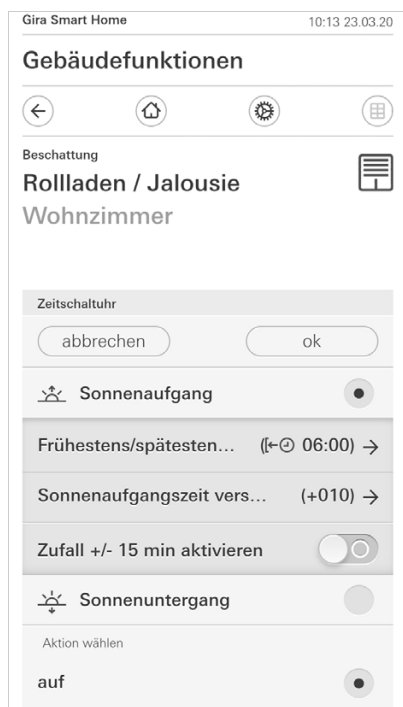 Gira Smart Home 10:13 23.03.20
Gebäudefunktionen
Beschattung
Rollladen / Jalousie
Wohnzimmer
Zeitschaltuhr
abbrechen ok
Sonnenaufgang
Frühestens/spätesten... ([← 06:00) →
Sonnenaufgangszeit vers... (+010) →
Zufall +/- 15 min aktivieren
Sonnenuntergang
Aktion wählen
auf